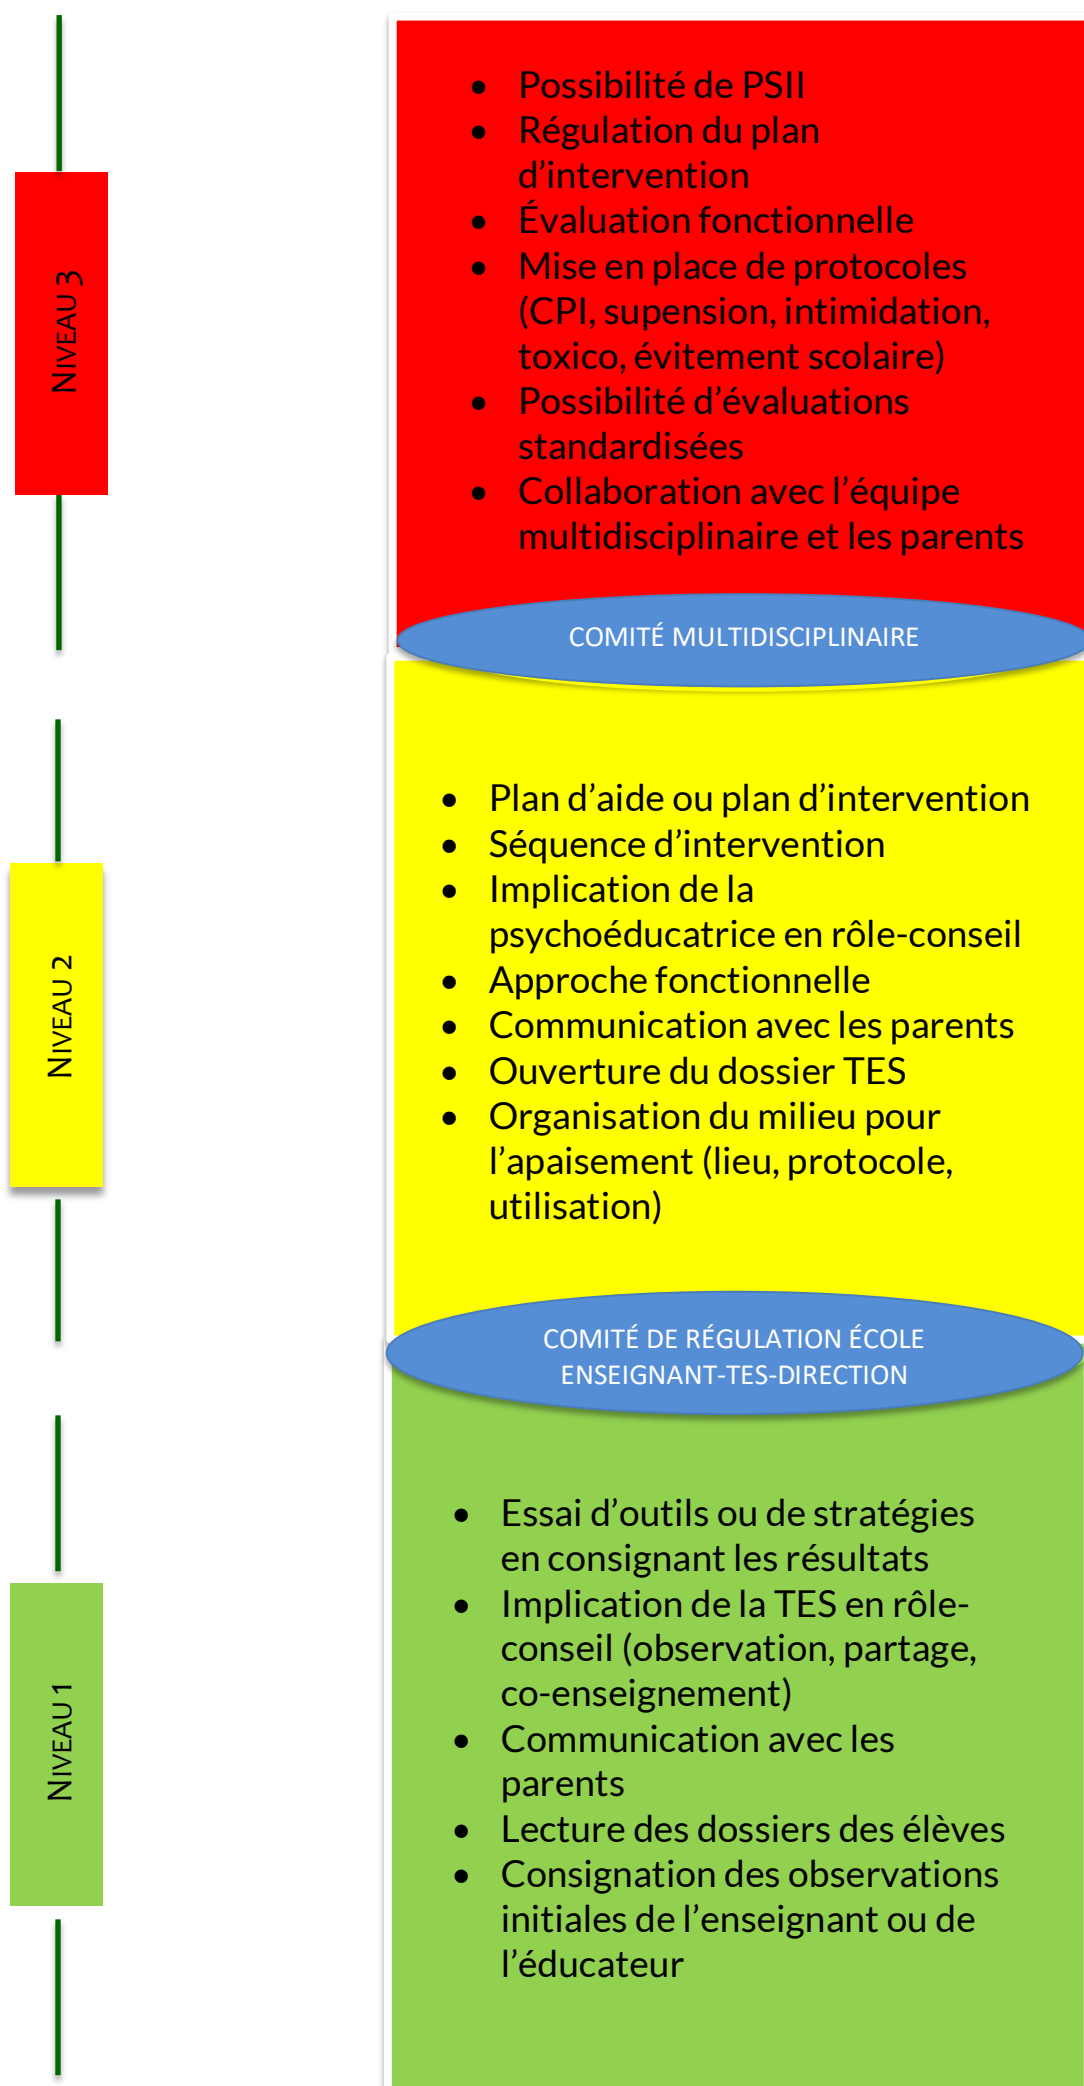 NIVEAU 3
• Possibilité de PSII
• Régulation du plan
d’intervention
• Évaluation fonctionnelle
• Mise en place de protocoles
(CPI, supension, intimidation,
toxico, évitement scolaire)
• Possibilité d’évaluations
standardisées
• Collaboration avec l’équipe
multidisciplinaire et les parents
COMITÉ MULTIDISCIPLINAIRE
NIVEAU 2
• Plan d’aide ou plan d’intervention
• Séquence d’intervention
• Implication de la
psychoéducatrice en rôle-conseil
• Approche fonctionnelle
• Communication avec les parents
• Ouverture du dossier TES
• Organisation du milieu pour
l’apaisement (lieu, protocole,
utilisation)
COMITÉ DE RÉGULATION ÉCOLE
ENSEIGNANT-TES-DIRECTION
NIVEAU 1
• Essai d’outils ou de stratégies
en consignant les résultats
• Implication de la TES en rôle-
conseil (observation, partage,
co-enseignement)
• Communication avec les
parents
• Lecture des dossiers des élèves
• Consignation des observations
initiales de l’enseignant ou de
l’éducateur